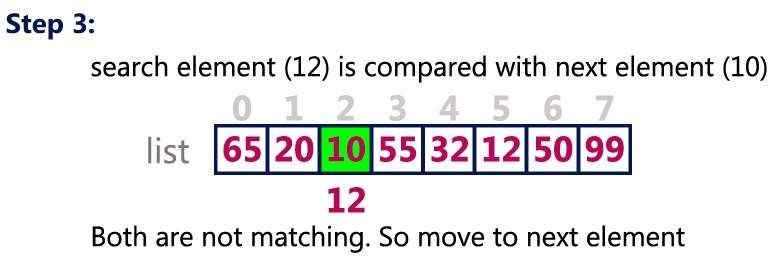 Step 3:
search element (12) is compared with next element (10)
0 1 2 3 4 5 6 7
list 65 20 10 55 32 12 50 99
12
Both are not matching. So move to next element